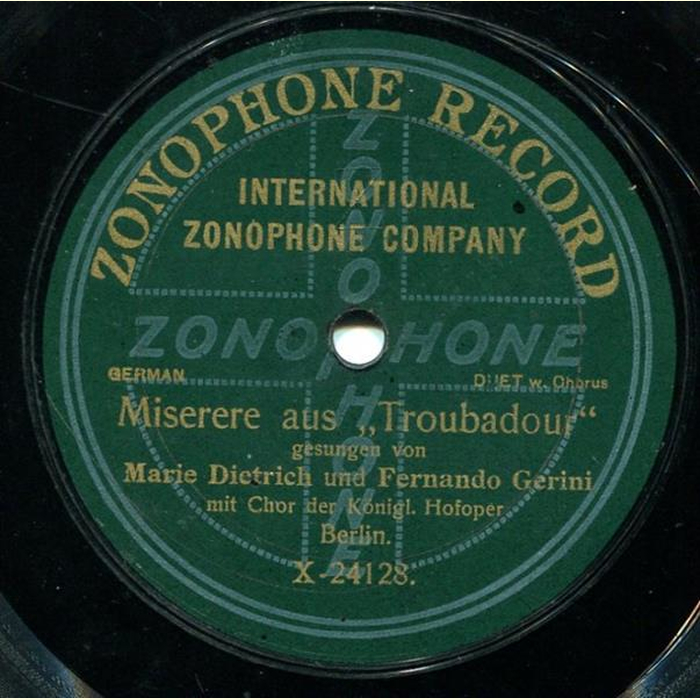 ZONOPHONE RECORD
INTERNATIONAL
ZONOPHONE COMPANY
ZONOPHONE
ZONOPHONE
GERMAN
DUET w. Chorus
Miserere aus „Troubadour“
gesungen von
Marie Dietrich und Fernando Gerini
mit Chor der Königl. Hofoper
Berlin.
X-24128.